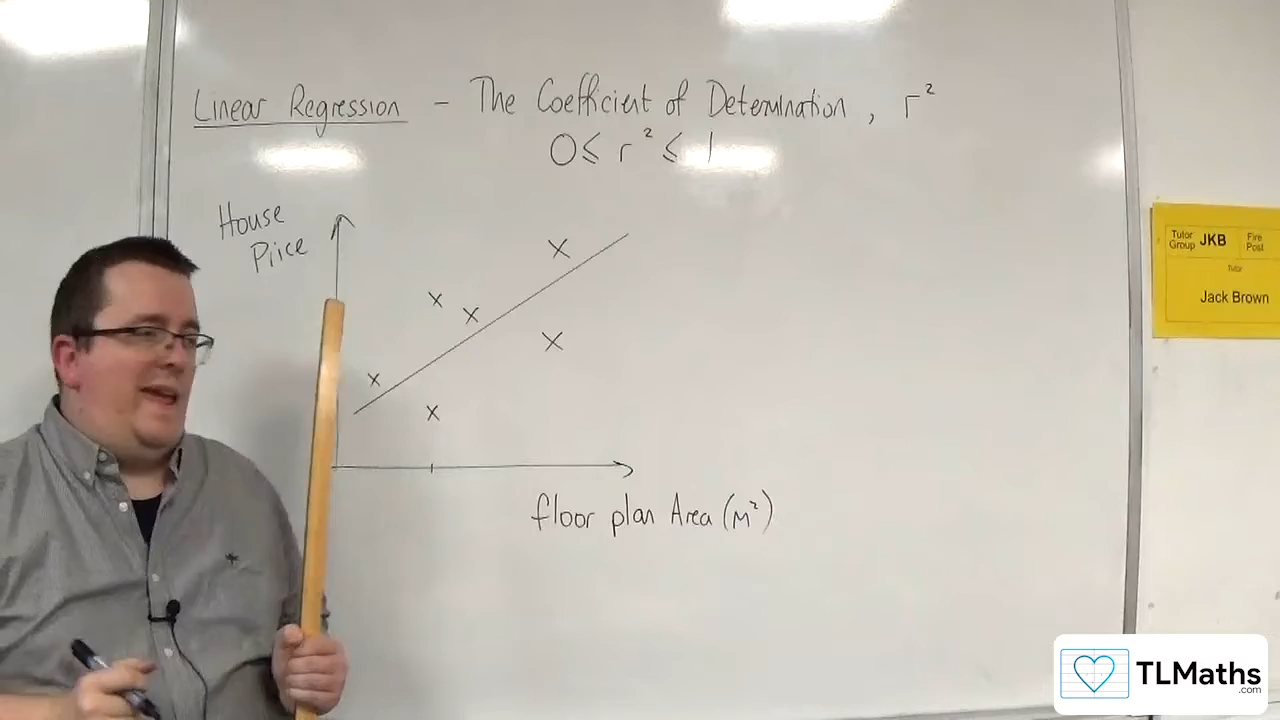 Linear Regression - The Coefficient of Determination, r²
0 ≤ r² ≤ 1
House
Price
floor plan Area (m²)
Tutor
Group
JKB
Fire
Post
Tutor
Jack Brown
TLMaths
.com